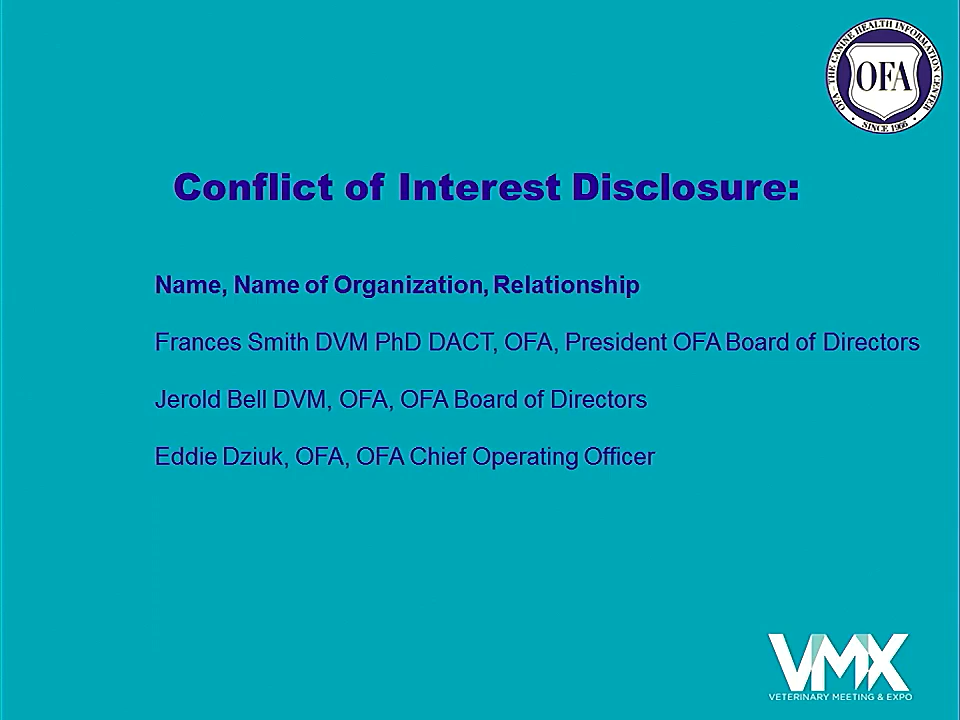 OFA - THE CANINE HEALTH INFORMATION CENTER
OFA
• SINCE 1966 •
Conflict of Interest Disclosure:
Name, Name of Organization, Relationship
Frances Smith DVM PhD DACT, OFA, President OFA Board of Directors
Jerold Bell DVM, OFA, OFA Board of Directors
Eddie Dziuk, OFA, OFA Chief Operating Officer
VMX
VETERINARY MEETING & EXPO